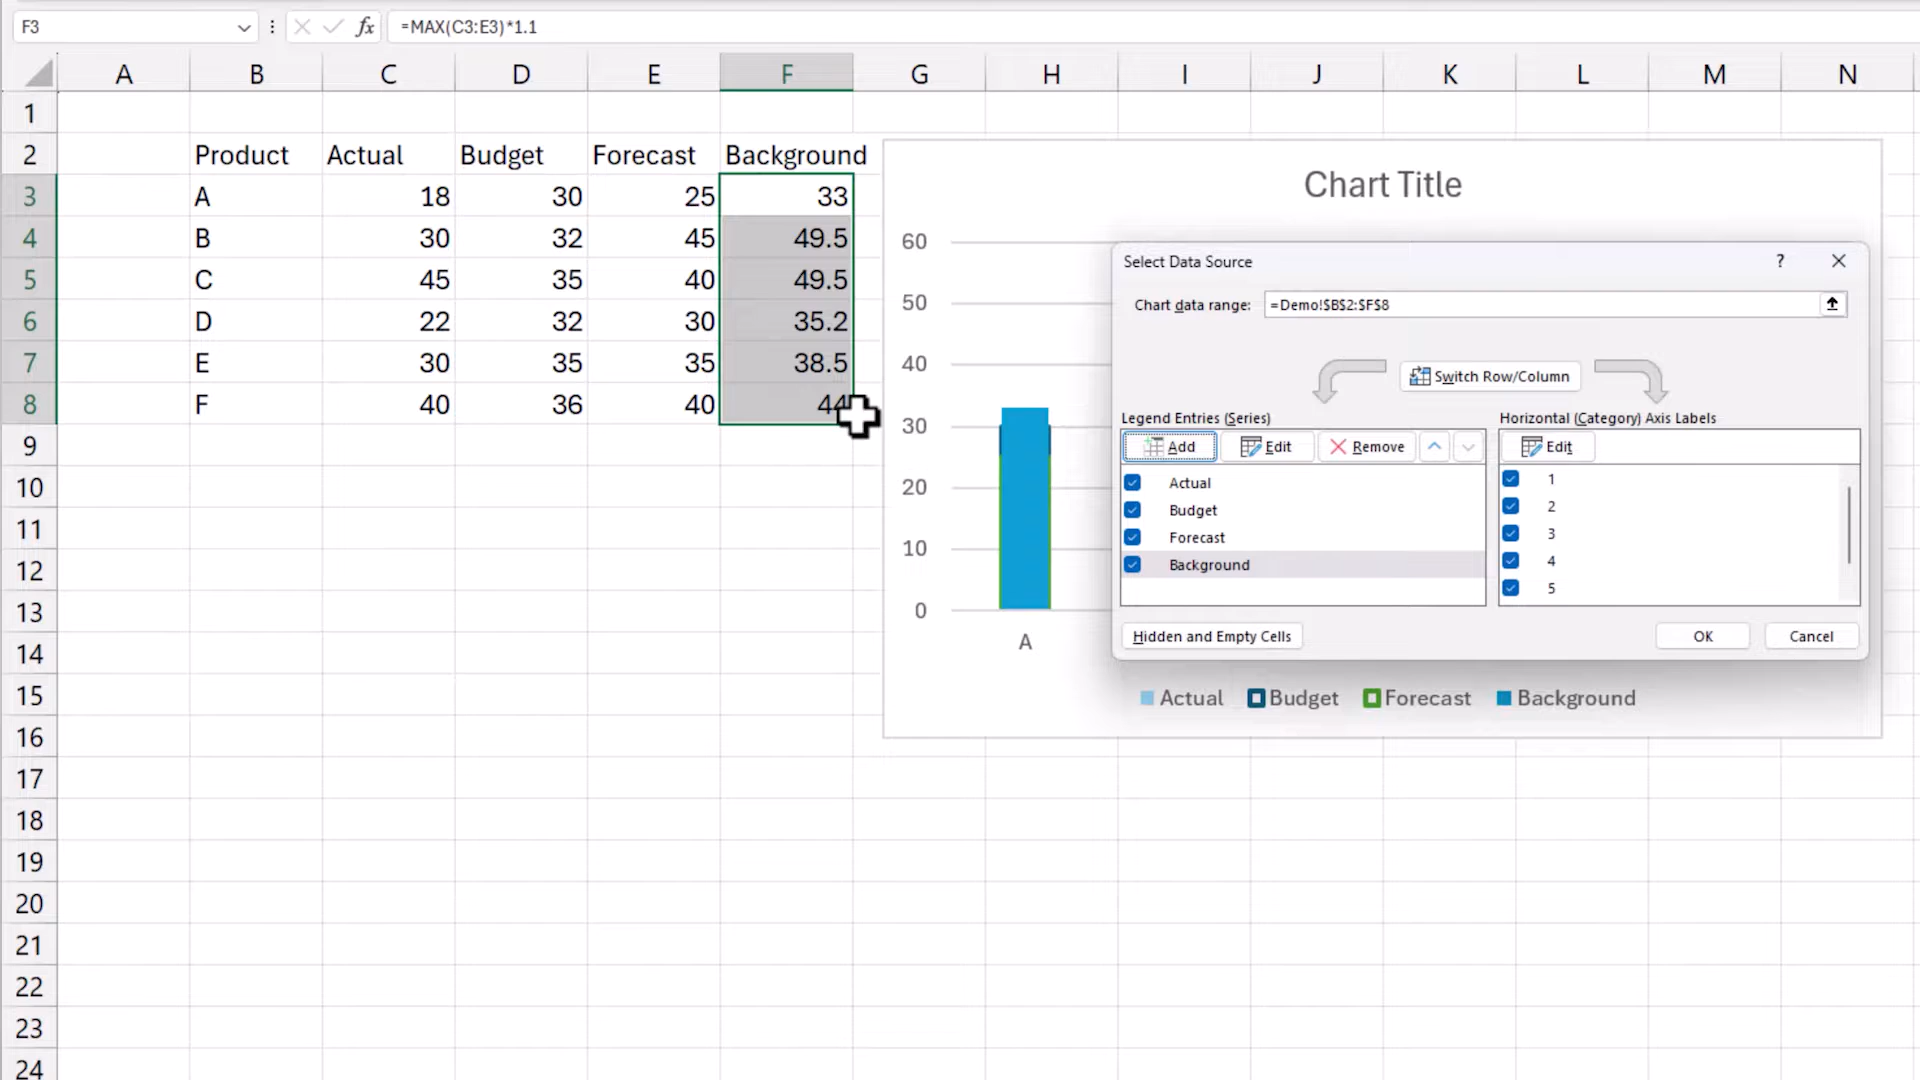 F3 fx =MAX(C3:E3)*1.1
A B C D E F G H I J K L M N
1
2 Product Actual Budget Forecast Background
3 A 18 30 25 33
4 B 30 32 45 49.5
5 C 45 35 40 49.5
6 D 22 32 30 35.2
7 E 30 35 35 38.5
8 F 40 36 40 44
9
10
11
12
13
14
15
16
17
18
19
20
21
22
23
24
Chart Title
60
50
40
30
20
10
0
A
Actual Budget Forecast Background
Select Data Source ?
Chart data range: =Demo!$B$2:$F$8
Switch Row/Column
Legend Entries (Series)
Add Edit Remove
Actual
Budget
Forecast
Background
Horizontal (Category) Axis Labels
Edit
1
2
3
4
5
Hidden and Empty Cells OK Cancel